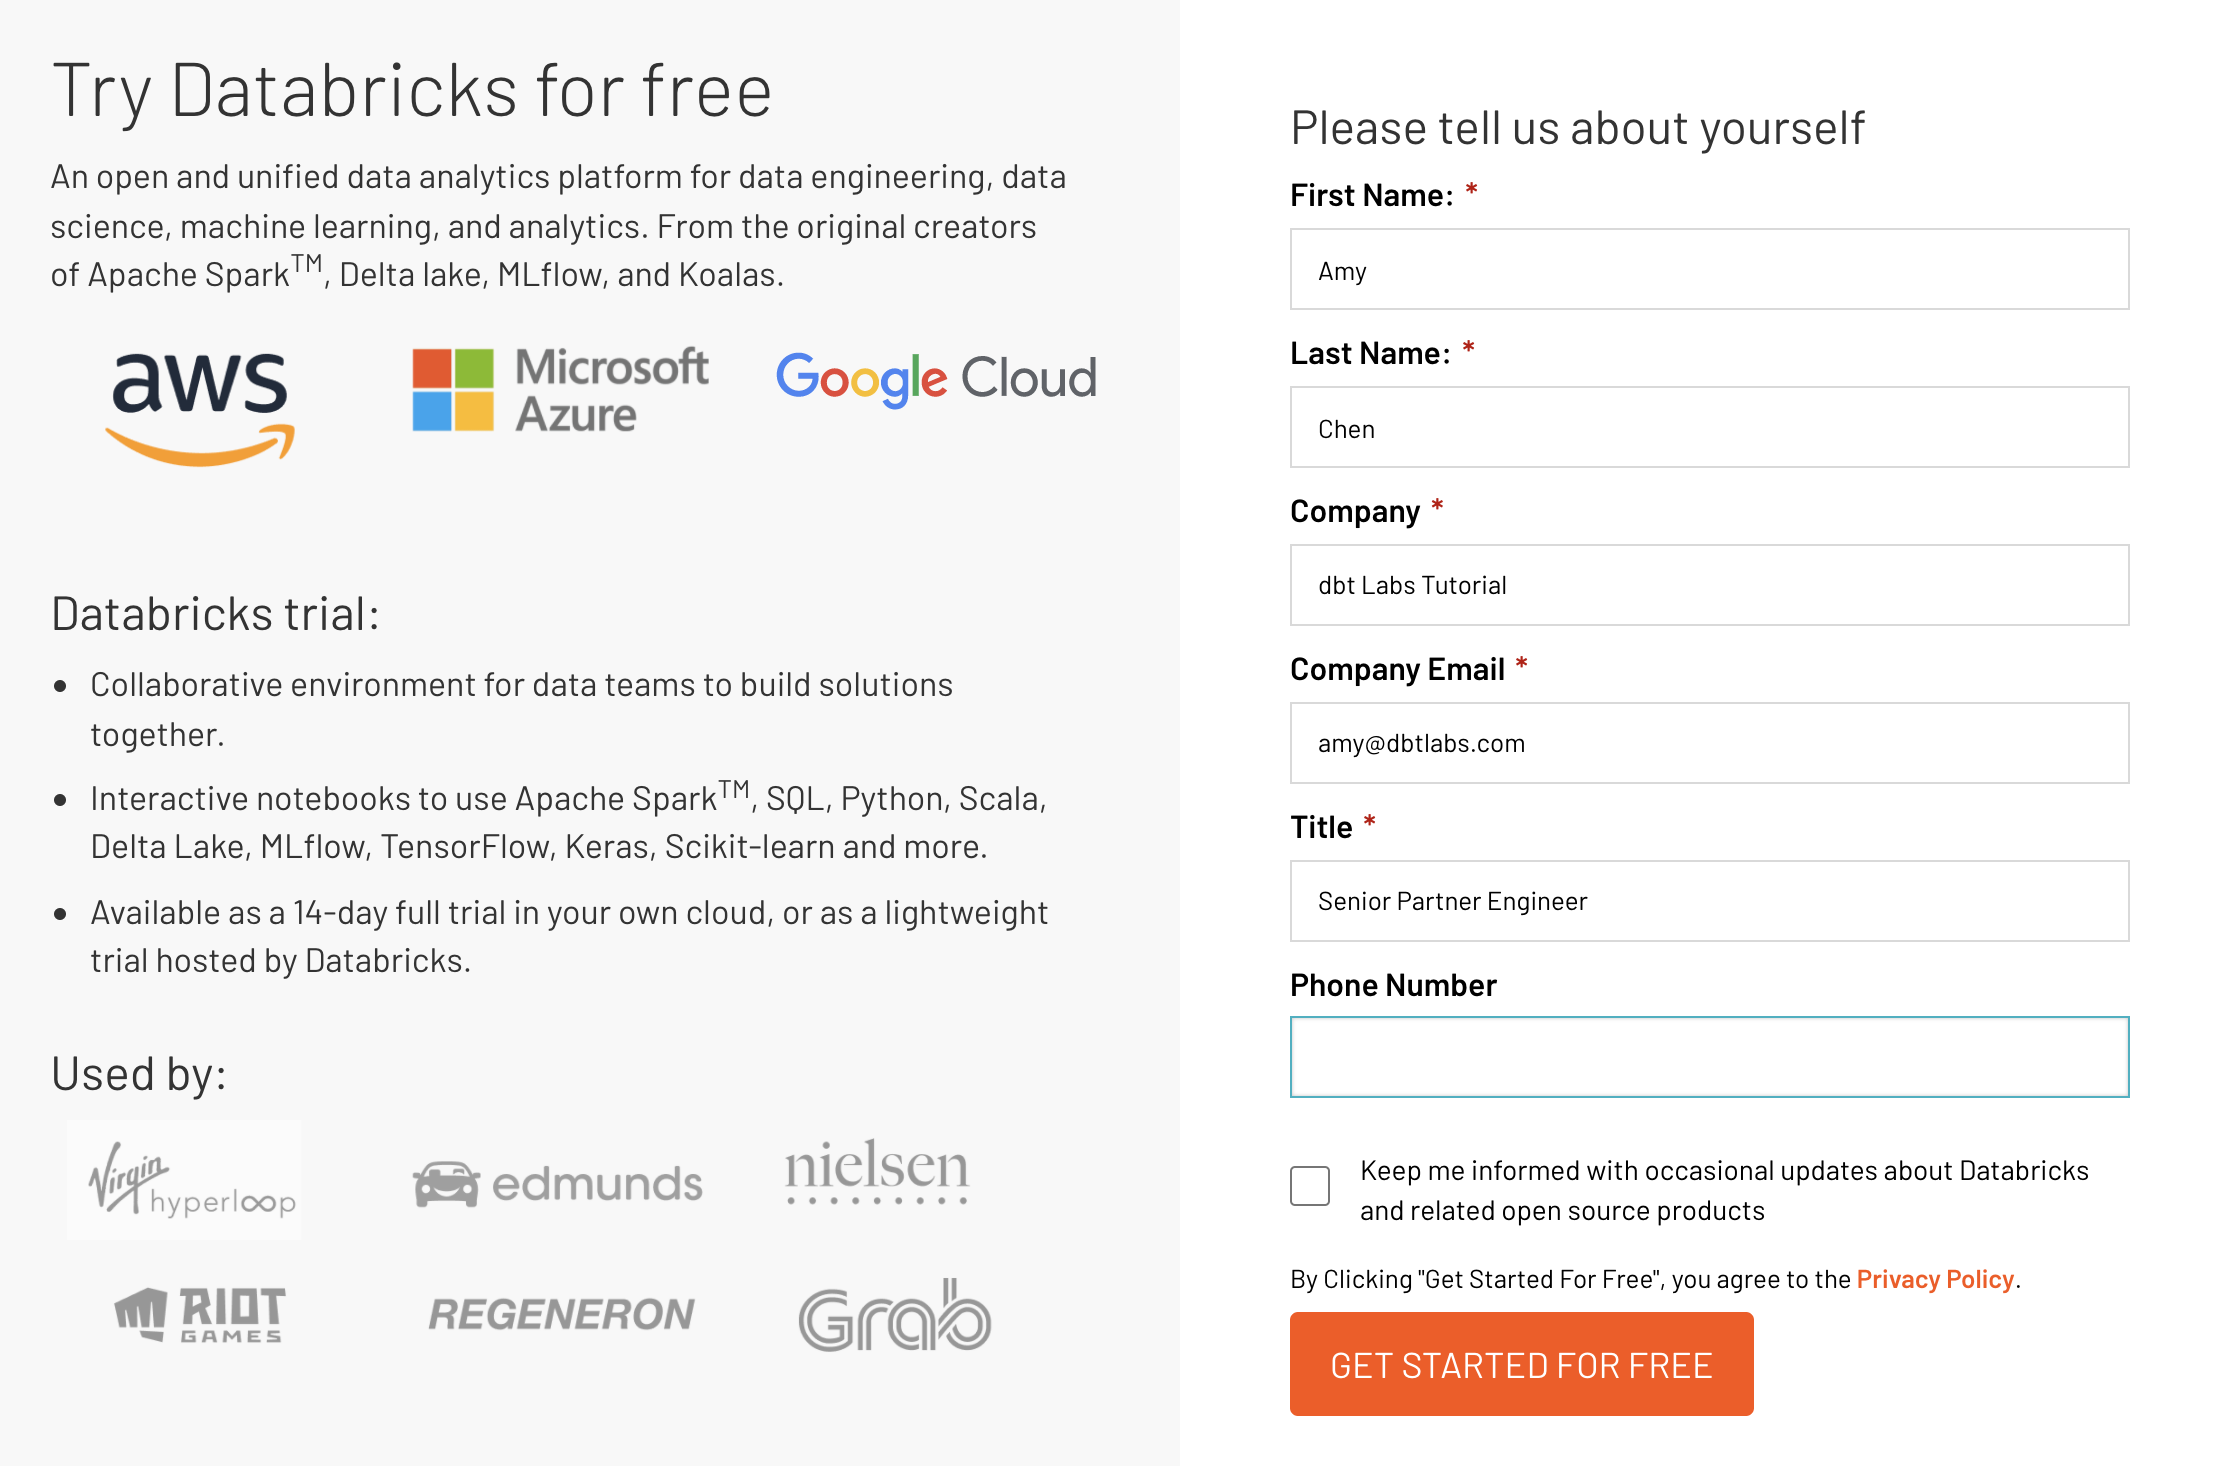 Try Databricks for free
An open and unified data analytics platform for data engineering, data
science, machine learning, and analytics. From the original creators
of Apache Spark™, Delta lake, MLflow, and Koalas.
aws
Microsoft
Azure
Google Cloud
Databricks trial:
• Collaborative environment for data teams to build solutions
together.
• Interactive notebooks to use Apache Spark™, SQL, Python, Scala,
Delta Lake, MLflow, TensorFlow, Keras, Scikit-learn and more.
• Available as a 14-day full trial in your own cloud, or as a lightweight
trial hosted by Databricks.
Used by:
Virgin
hyperloop
edmunds
nielsen
RIOT
GAMES
REGENERON
Grab
Please tell us about yourself
First Name: *
Amy
Last Name: *
Chen
Company *
dbt Labs Tutorial
Company Email *
amy@dbtlabs.com
Title *
Senior Partner Engineer
Phone Number
Keep me informed with occasional updates about Databricks
and related open source products
By Clicking "Get Started For Free", you agree to the Privacy Policy.
GET STARTED FOR FREE